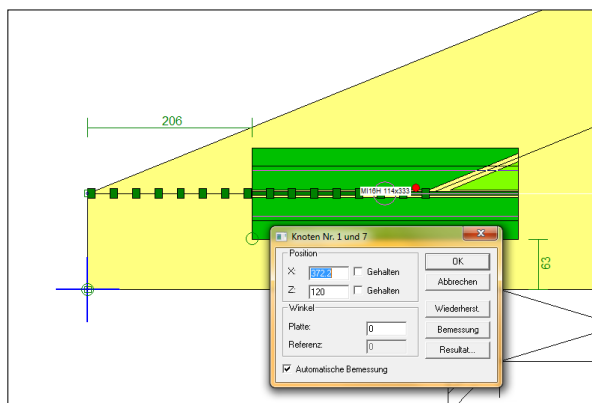 206
MI16H 114x333
Knoten Nr. 1 und 7
Position
X: 372.2 Gehalten
Z: 120 Gehalten
Winkel
Platte: 0
Referenz: 0
Automatische Bemessung
OK
Abbrechen
Wiederherst.
Bemessung
Resultat...
63